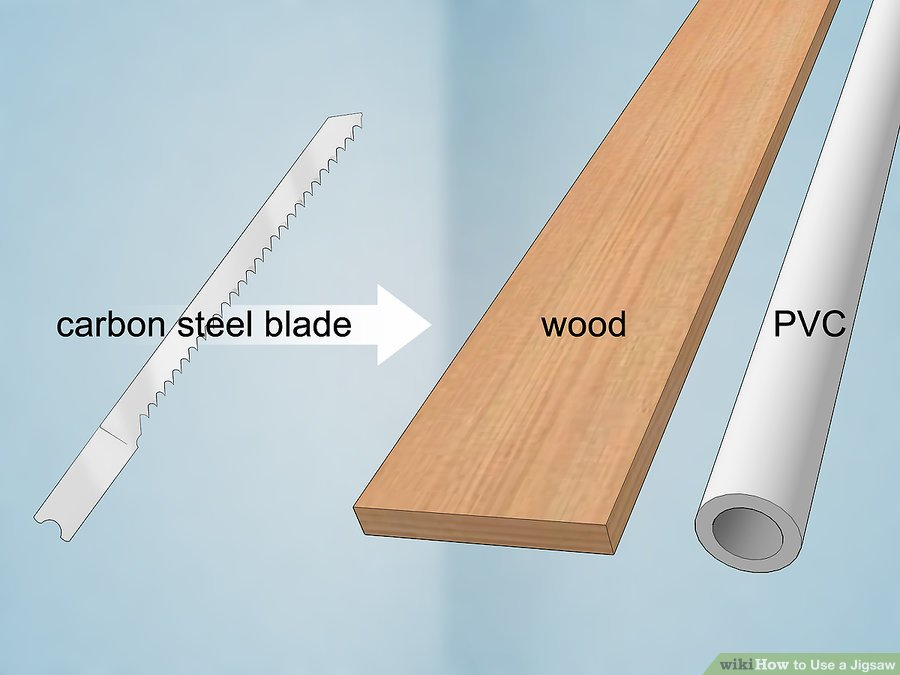 carbon steel blade
wood
PVC
wikiHow to Use a Jigsaw